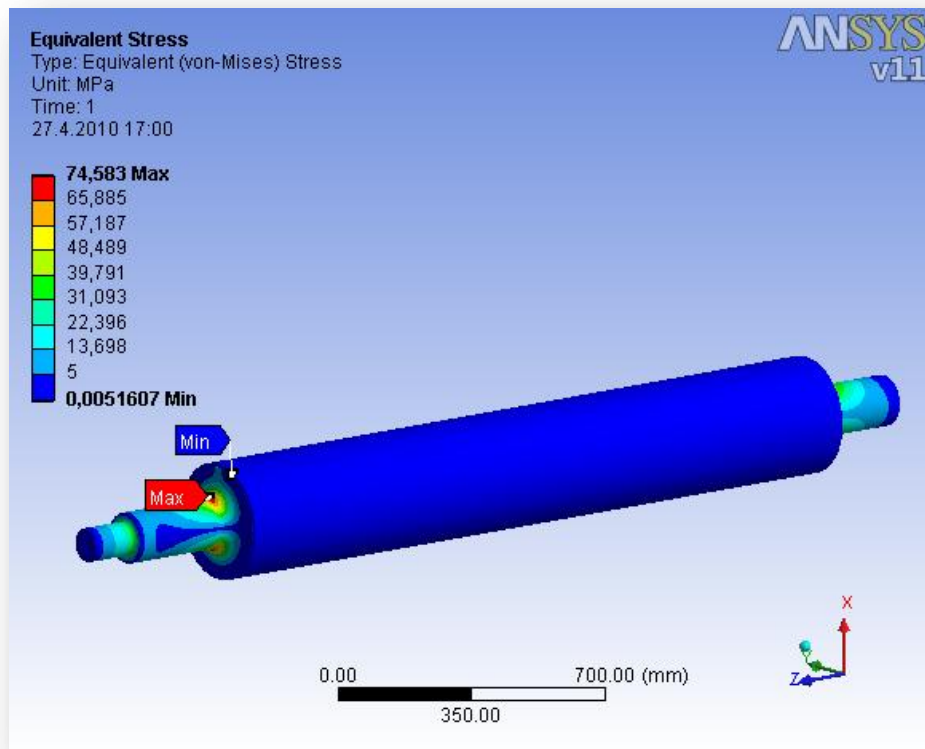 Equivalent Stress
Type: Equivalent (von-Mises) Stress
Unit: MPa
Time: 1
27.4.2010 17:00
ANSYS
v11
74,583 Max
65,885
57,187
48,489
39,791
31,093
22,396
13,698
5
0,0051607 Min
Min
Max
X
Z
0.00 700.00 (mm)
350.00